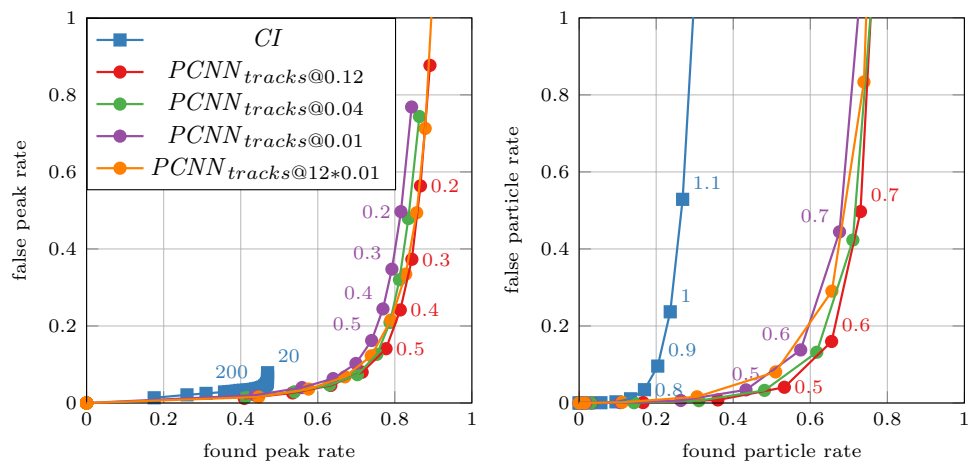 CI
PCNN_tracks@0.12
PCNN_tracks@0.04
PCNN_tracks@0.01
PCNN_tracks@12*0.01
1
0.8
0.6
0.4
0.2
0
0 0.2 0.4 0.6 0.8 1
false peak rate
found peak rate
200
20
0.2
0.3
0.4
0.5
0.2
0.3
0.4
0.5
1
0.8
0.6
0.4
0.2
0
0 0.2 0.4 0.6 0.8 1
false particle rate
found particle rate
1.1
1
0.9
0.8
0.7
0.6
0.5
0.7
0.6
0.5